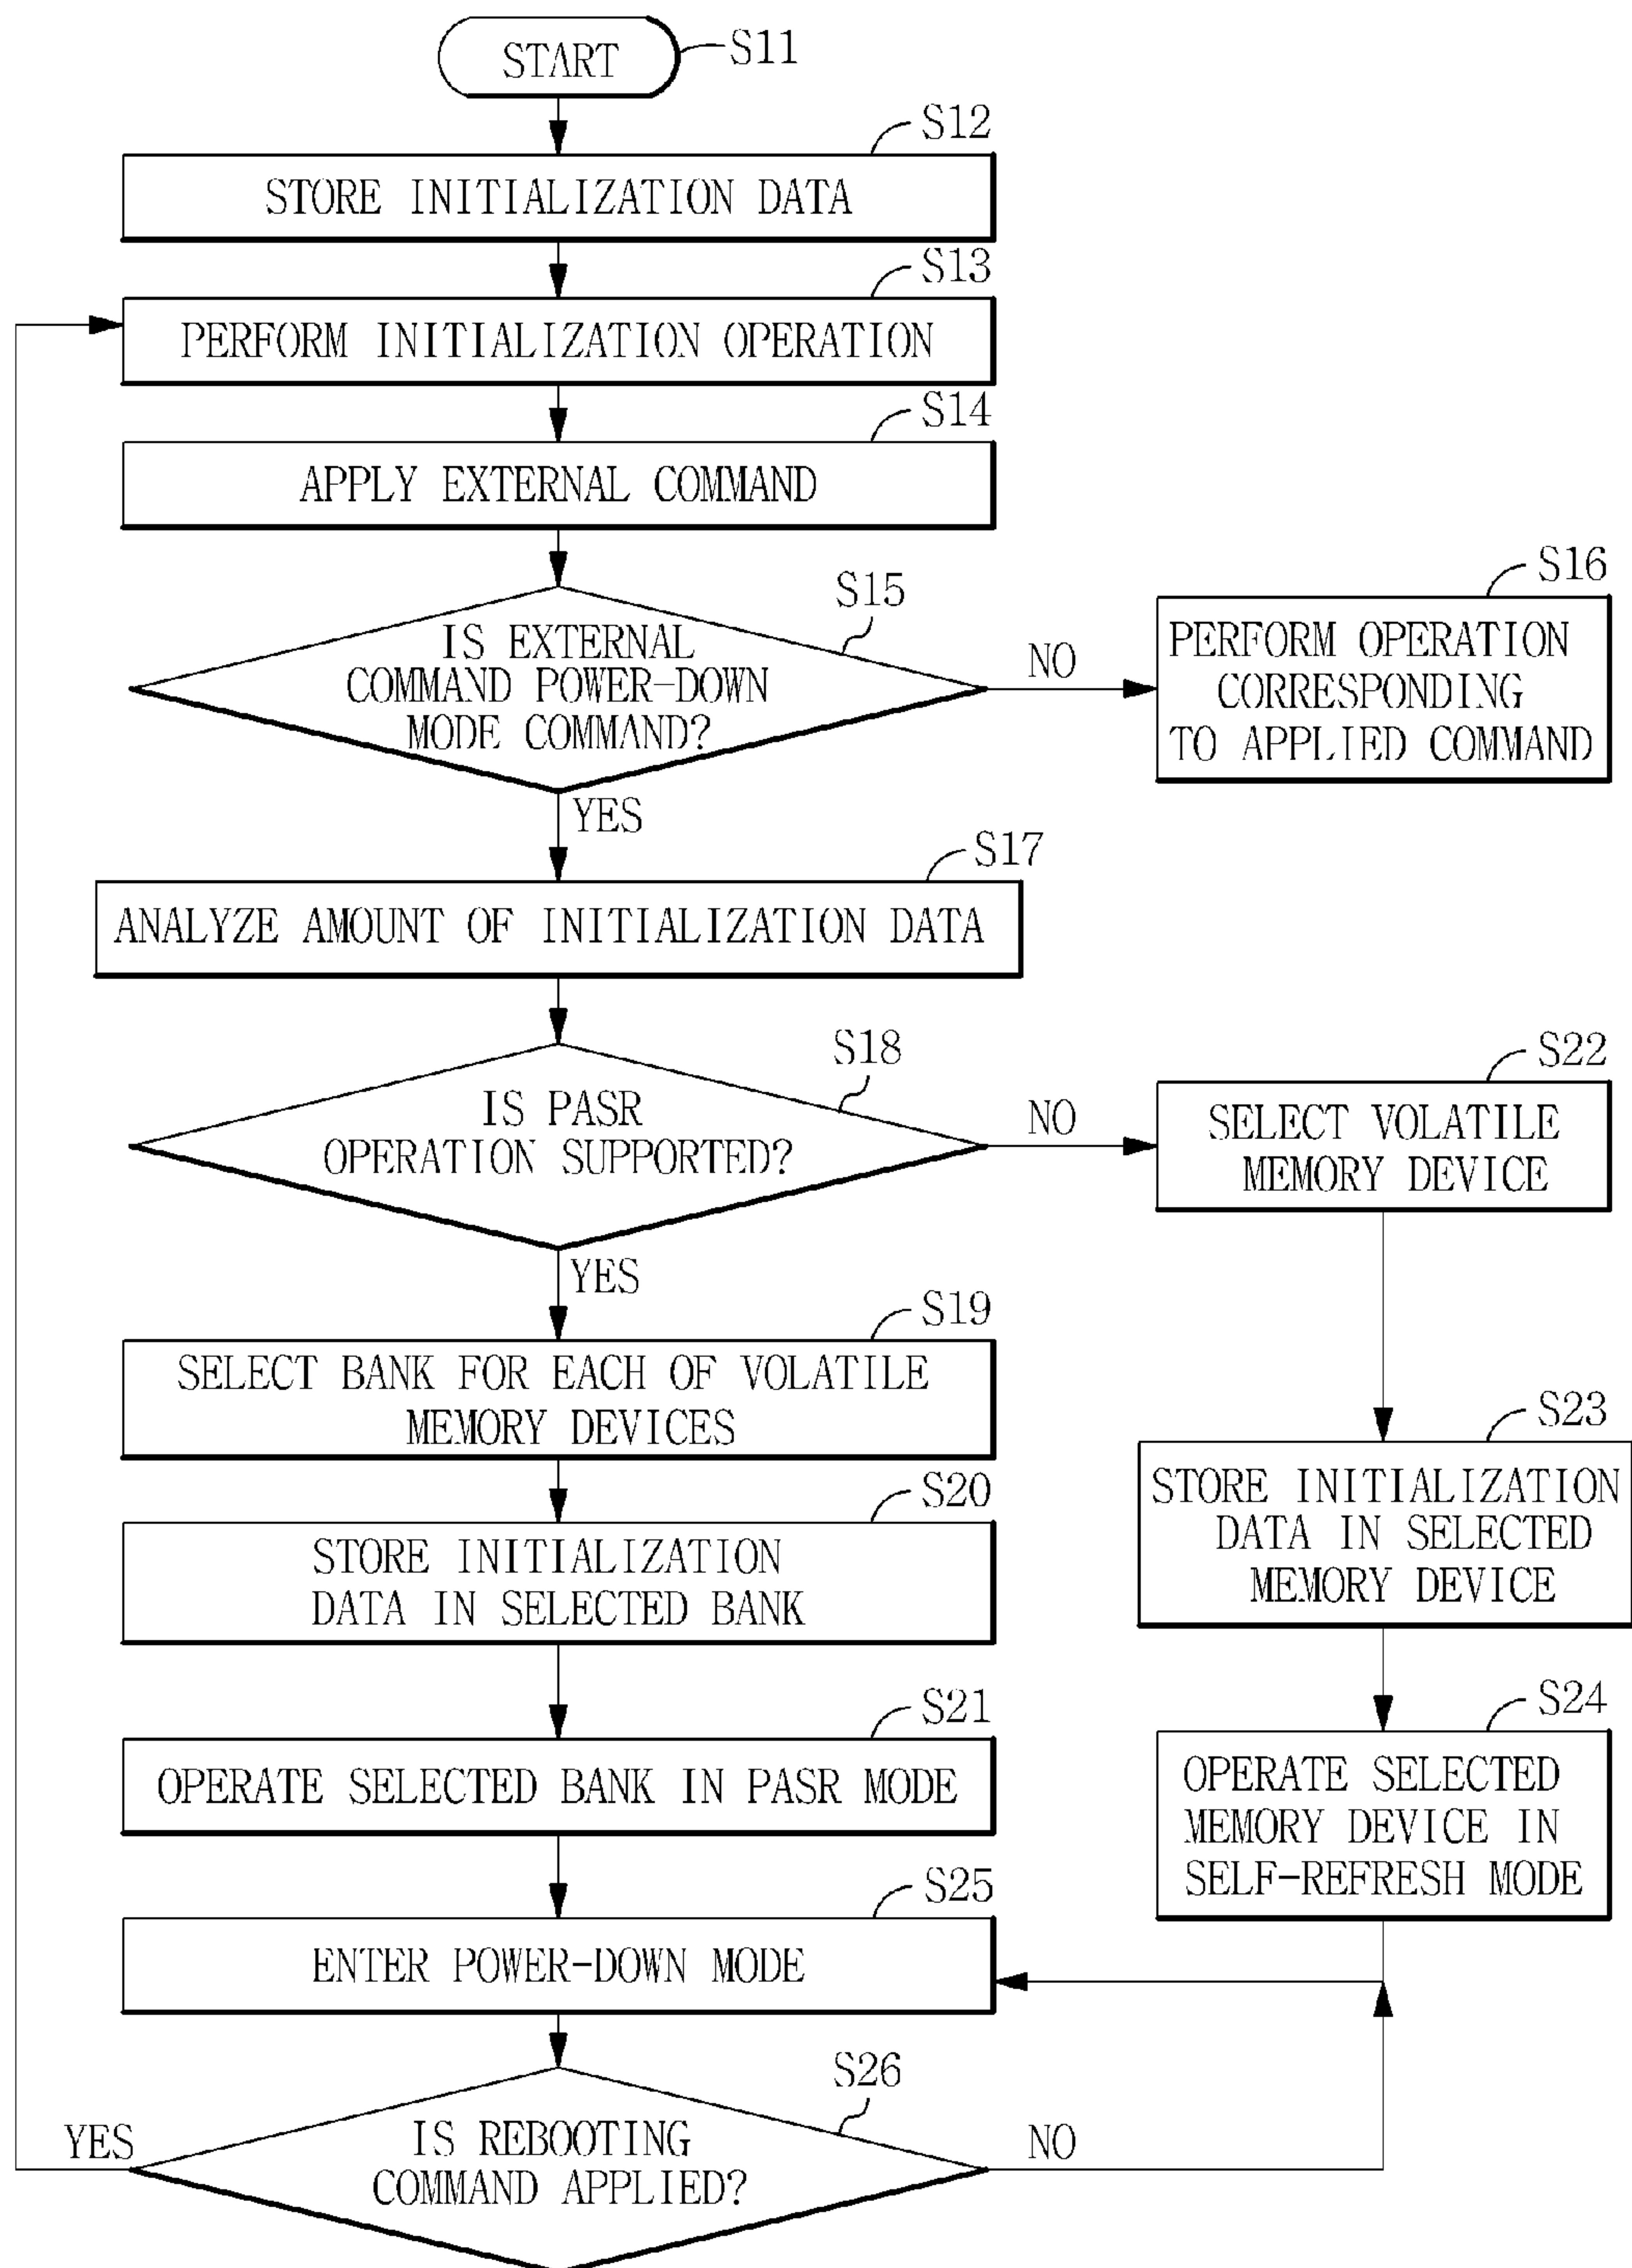 START
S11
S12
STORE INITIALIZATION DATA
S13
PERFORM INITIALIZATION OPERATION
S14
APPLY EXTERNAL COMMAND
S15
IS EXTERNAL
COMMAND POWER-DOWN
MODE COMMAND?
NO
S16
PERFORM OPERATION
CORRESPONDING
TO APPLIED COMMAND
YES
S17
ANALYZE AMOUNT OF INITIALIZATION DATA
S18
IS PASR
OPERATION SUPPORTED?
NO
S22
SELECT VOLATILE
MEMORY DEVICE
YES
S19
SELECT BANK FOR EACH OF VOLATILE
MEMORY DEVICES
S23
STORE INITIALIZATION
DATA IN SELECTED
MEMORY DEVICE
S20
STORE INITIALIZATION
DATA IN SELECTED BANK
S21
OPERATE SELECTED BANK IN PASR MODE
S24
OPERATE SELECTED
MEMORY DEVICE IN
SELF-REFRESH MODE
S25
ENTER POWER-DOWN MODE
S26
IS REBOOTING
COMMAND APPLIED?
YES
NO